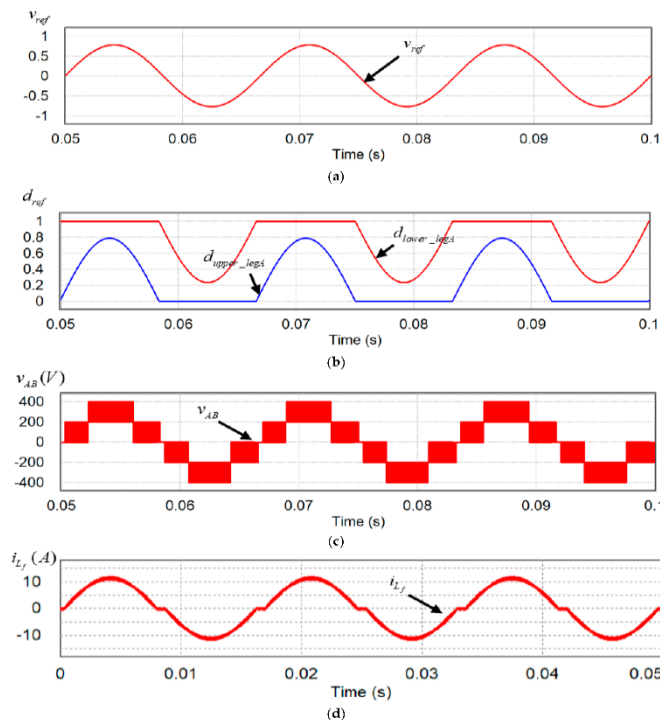 v_ref
1
0.5
v_ref
0
-0.5
-1
0.05 0.06 0.07 0.08 0.09 0.1
Time (s)
(a)
d_ref
1
0.8
d_lower_legA
0.6
d_upper_legA
0.4
0.2
0
0.05 0.06 0.07 0.08 0.09 0.1
Time (s)
(b)
v_AB (V)
400
v_AB
200
0
-200
-400
0.05 0.06 0.07 0.08 0.09 0.1
Time (s)
(c)
i_Lf (A)
10
i_Lf
0
-10
0 0.01 0.02 0.03 0.04 0.05
Time (s)
(d)